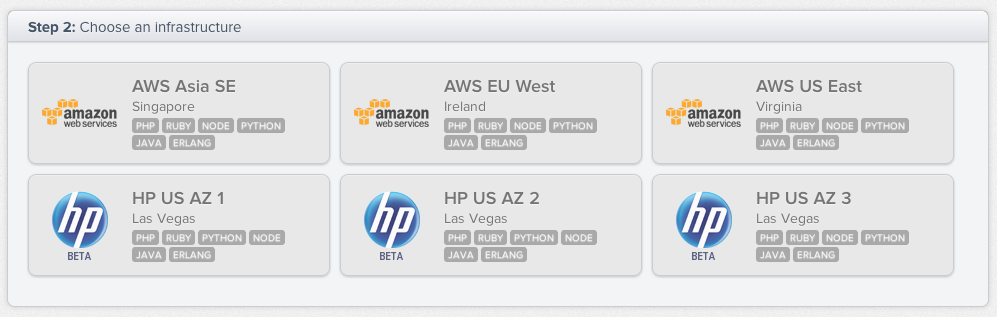 Step 2: Choose an infrastructure
amazon
web services
AWS Asia SE
Singapore
PHP RUBY NODE PYTHON
JAVA ERLANG
amazon
web services
AWS EU West
Ireland
PHP RUBY NODE PYTHON
JAVA ERLANG
amazon
web services
AWS US East
Virginia
PHP RUBY NODE PYTHON
JAVA ERLANG
hp
BETA
HP US AZ 1
Las Vegas
PHP RUBY PYTHON NODE
JAVA ERLANG
hp
BETA
HP US AZ 2
Las Vegas
PHP RUBY PYTHON NODE
JAVA ERLANG
hp
BETA
HP US AZ 3
Las Vegas
PHP RUBY NODE PYTHON
JAVA ERLANG